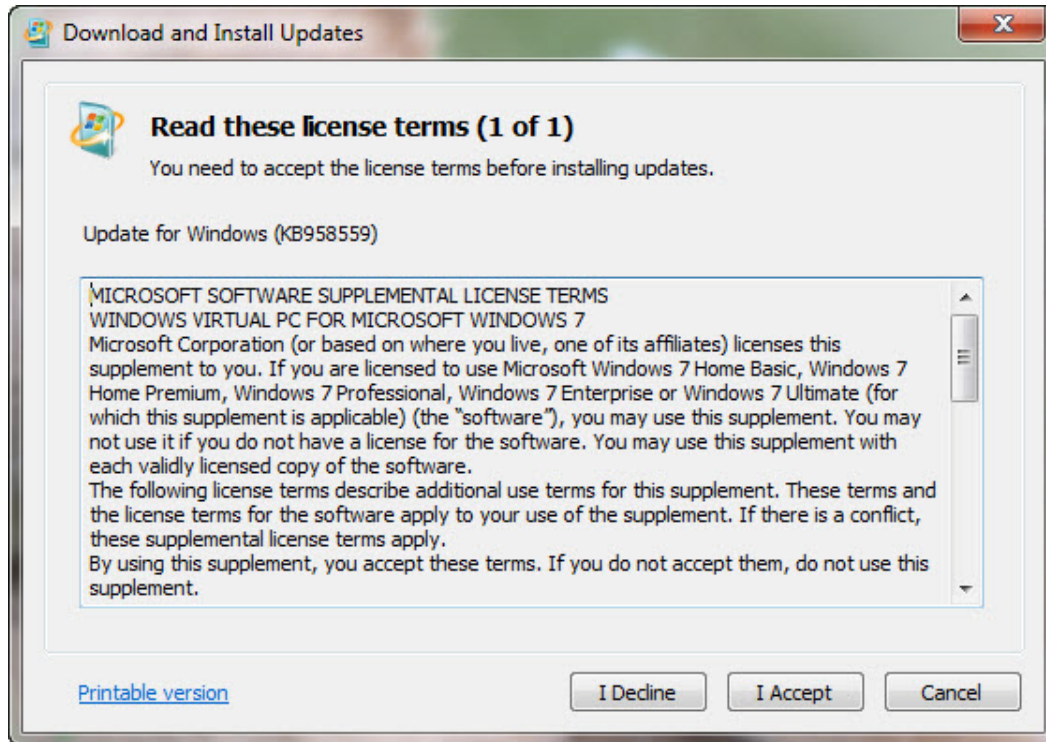 Download and Install Updates
Read these license terms (1 of 1)
You need to accept the license terms before installing updates.
Update for Windows (KB958559)
MICROSOFT SOFTWARE SUPPLEMENTAL LICENSE TERMS
WINDOWS VIRTUAL PC FOR MICROSOFT WINDOWS 7
Microsoft Corporation (or based on where you live, one of its affiliates) licenses this
supplement to you. If you are licensed to use Microsoft Windows 7 Home Basic, Windows 7
Home Premium, Windows 7 Professional, Windows 7 Enterprise or Windows 7 Ultimate (for
which this supplement is applicable) (the “software”), you may use this supplement. You may
not use it if you do not have a license for the software. You may use this supplement with
each validly licensed copy of the software.
The following license terms describe additional use terms for this supplement. These terms and
the license terms for the software apply to your use of the supplement. If there is a conflict,
these supplemental license terms apply.
By using this supplement, you accept these terms. If you do not accept them, do not use this
supplement.
Printable version
I Decline
I Accept
Cancel